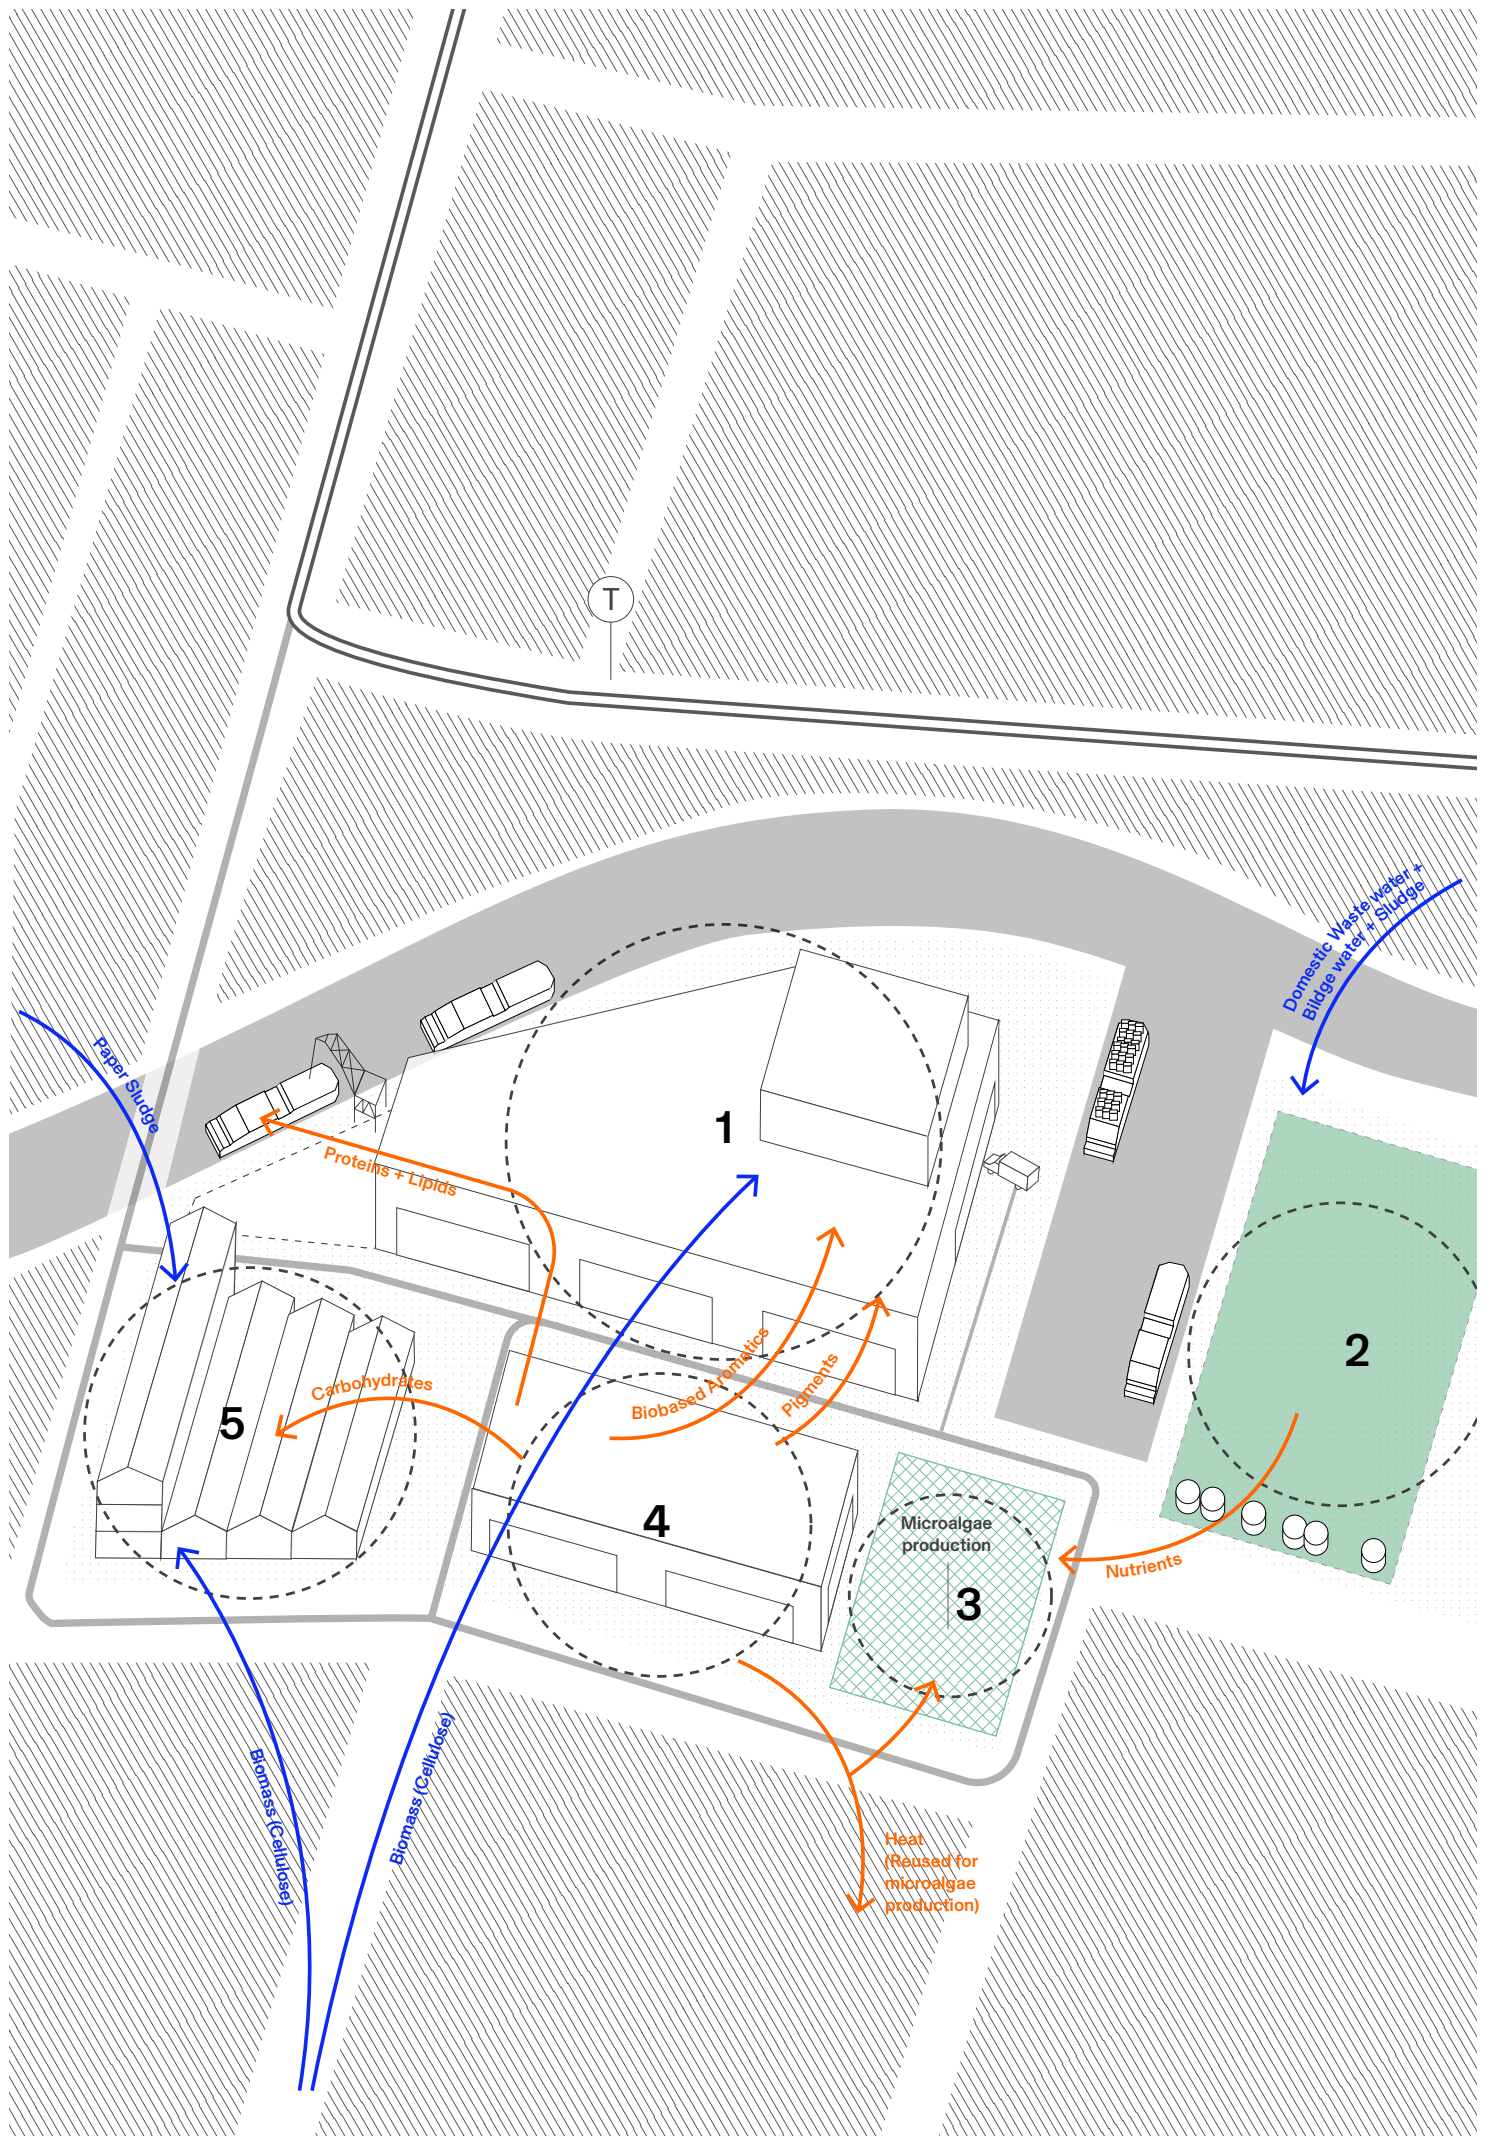 T
Domestic Waste water +
Bildge water + Sludge
Paper Sludge
1
Proteins + Lipids
2
Biobased Aromatics
Pigments
Carbohydrates
5
4
Microalgae
production
3
Nutrients
Biomass (Cellulose)
Biomass (Cellulose)
Heat
(Reused for
microalgae
production)